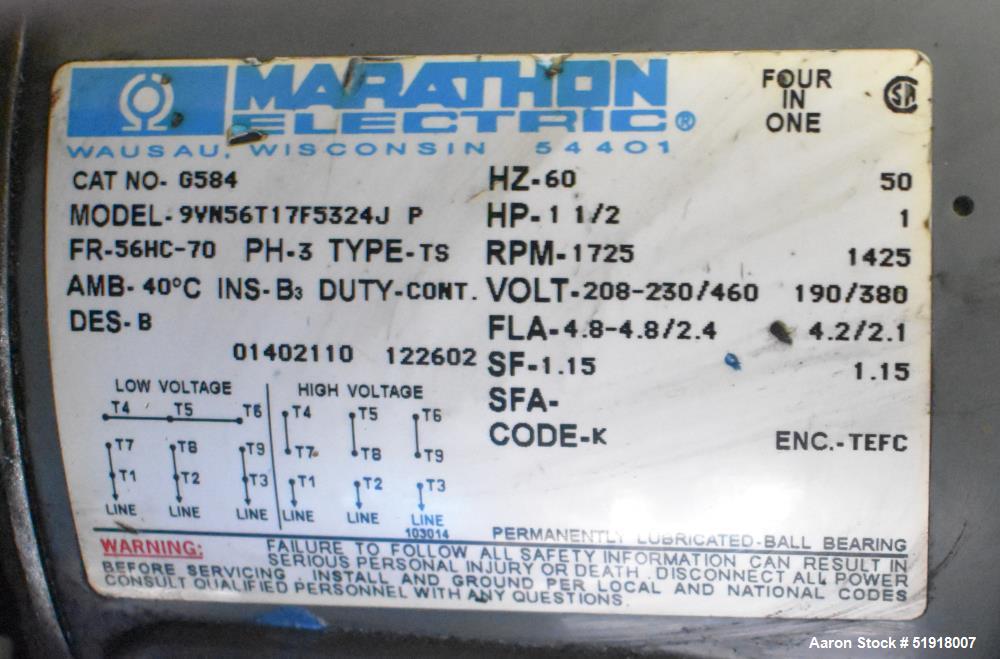 MARATHON
ELECTRIC®
WAUSAU, WISCONSIN 54401
FOUR
IN
ONE
SA
CAT NO- G584
MODEL- 9VN56T17F5324J P
FR-56HC-70 PH-3 TYPE-TS
AMB- 40°C INS-B3 DUTY-CONT.
DES-B
01402110 122602
HZ-60 50
HP-1 1/2 1
RPM-1725 1425
VOLT-208-230/460 190/380
FLA-4.8-4.8/2.4 4.2/2.1
SF-1.15 1.15
SFA-
CODE-K ENC.-TEFC
LOW VOLTAGE
T4 T5 T6
T7 T8 T9
T1 T2 T3
LINE LINE LINE
HIGH VOLTAGE
T4 T5 T6
T7 T8 T9
T1 T2 T3
LINE LINE LINE
103014
PERMANENTLY LUBRICATED-BALL BEARING
WARNING: FAILURE TO FOLLOW ALL SAFETY INFORMATION CAN RESULT IN
SERIOUS PERSONAL INJURY OR DEATH. DISCONNECT ALL POWER
BEFORE SERVICING. INSTALL AND GROUND PER LOCAL AND NATIONAL CODES
CONSULT QUALIFIED PERSONNEL WITH ANY QUESTIONS.
Aaron Stock # 51918007